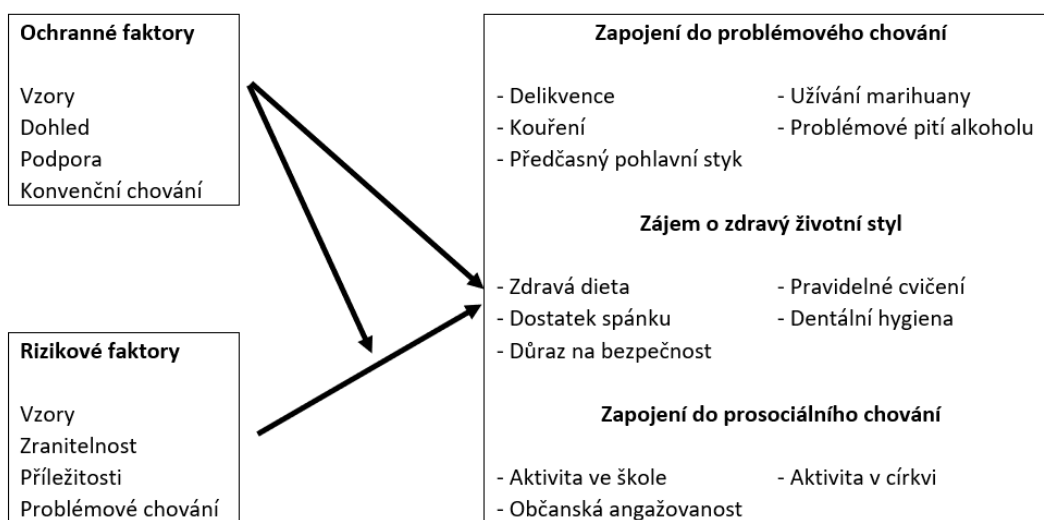 Ochranné faktory
Vzory
Dohled
Podpora
Konvenční chování
Rizikové faktory
Vzory
Zranitelnost
Příležitosti
Problémové chování
Zapojení do problémového chování
- Delikvence - Užívání marihuany
- Kouření - Problémové pití alkoholu
- Předčasný pohlavní styk
Zájem o zdravý životní styl
- Zdravá dieta - Pravidelné cvičení
- Dostatek spánku - Dentální hygiena
- Důraz na bezpečnost
Zapojení do prosociálního chování
- Aktivita ve škole - Aktivita v církvi
- Občanská angažovanost